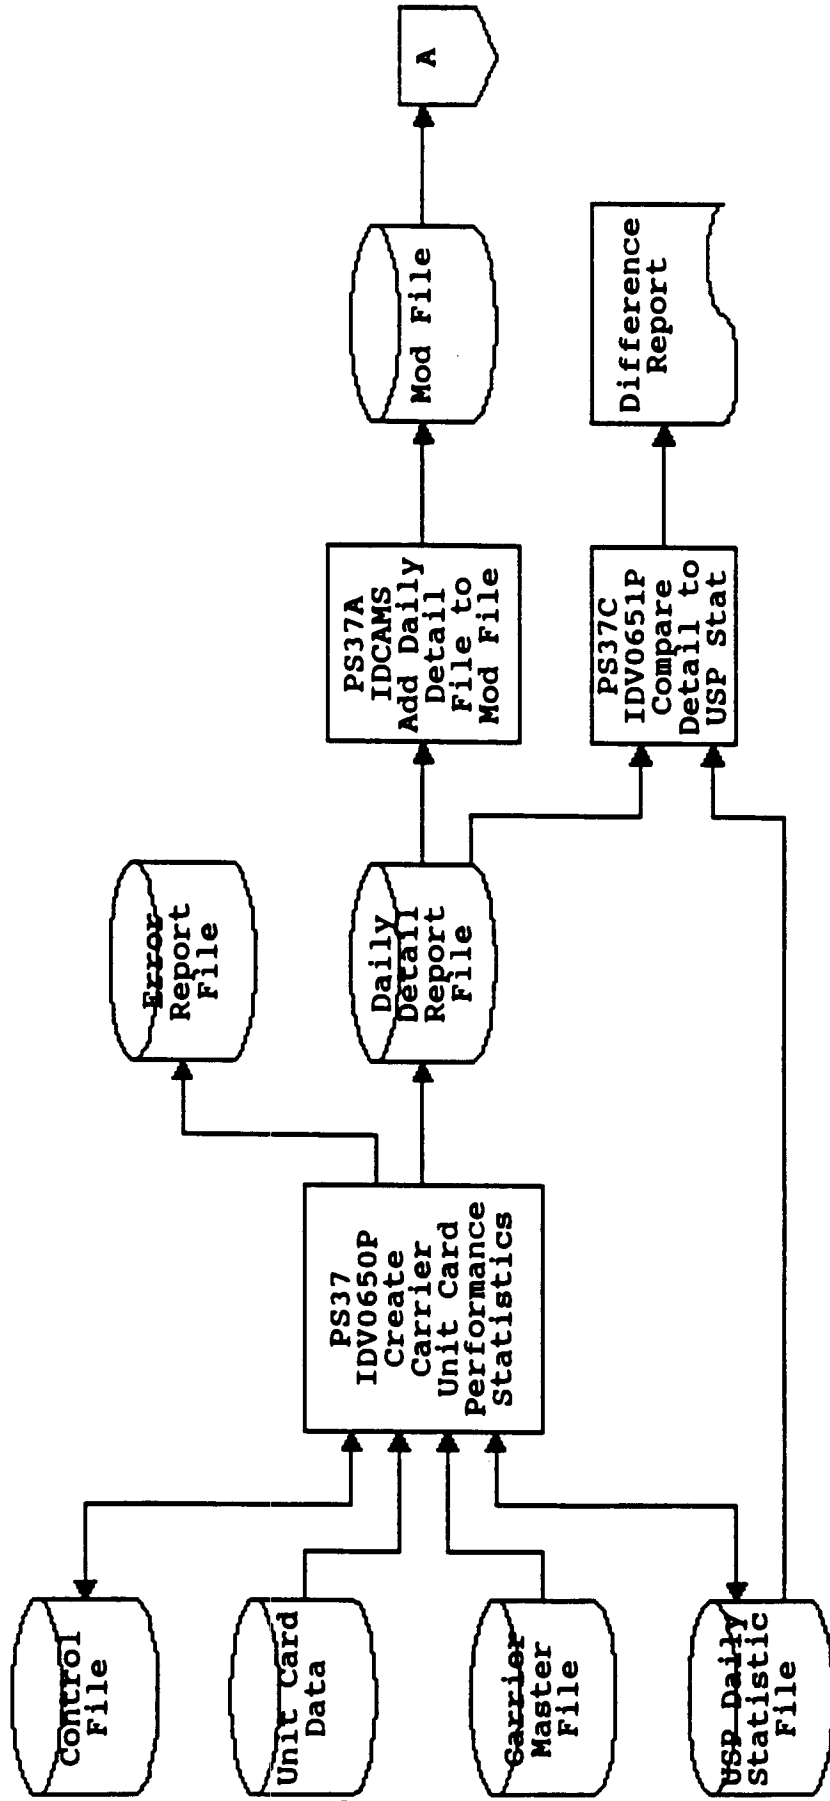 Control
File
Unit Card
Data
Carrier
Master
File
USP Daily
Statistic
File
PS37
IDV0650P
Create
Carrier
Unit Card
Performance
Statistics
Error
Report
File
Daily
Detail
Report
File
PS37A
IDCAMS
Add Daily
Detail
File to
Mod File
PS37C
IDV0651P
Compare
Detail to
USP Stat
Mod File
Difference
Report
A